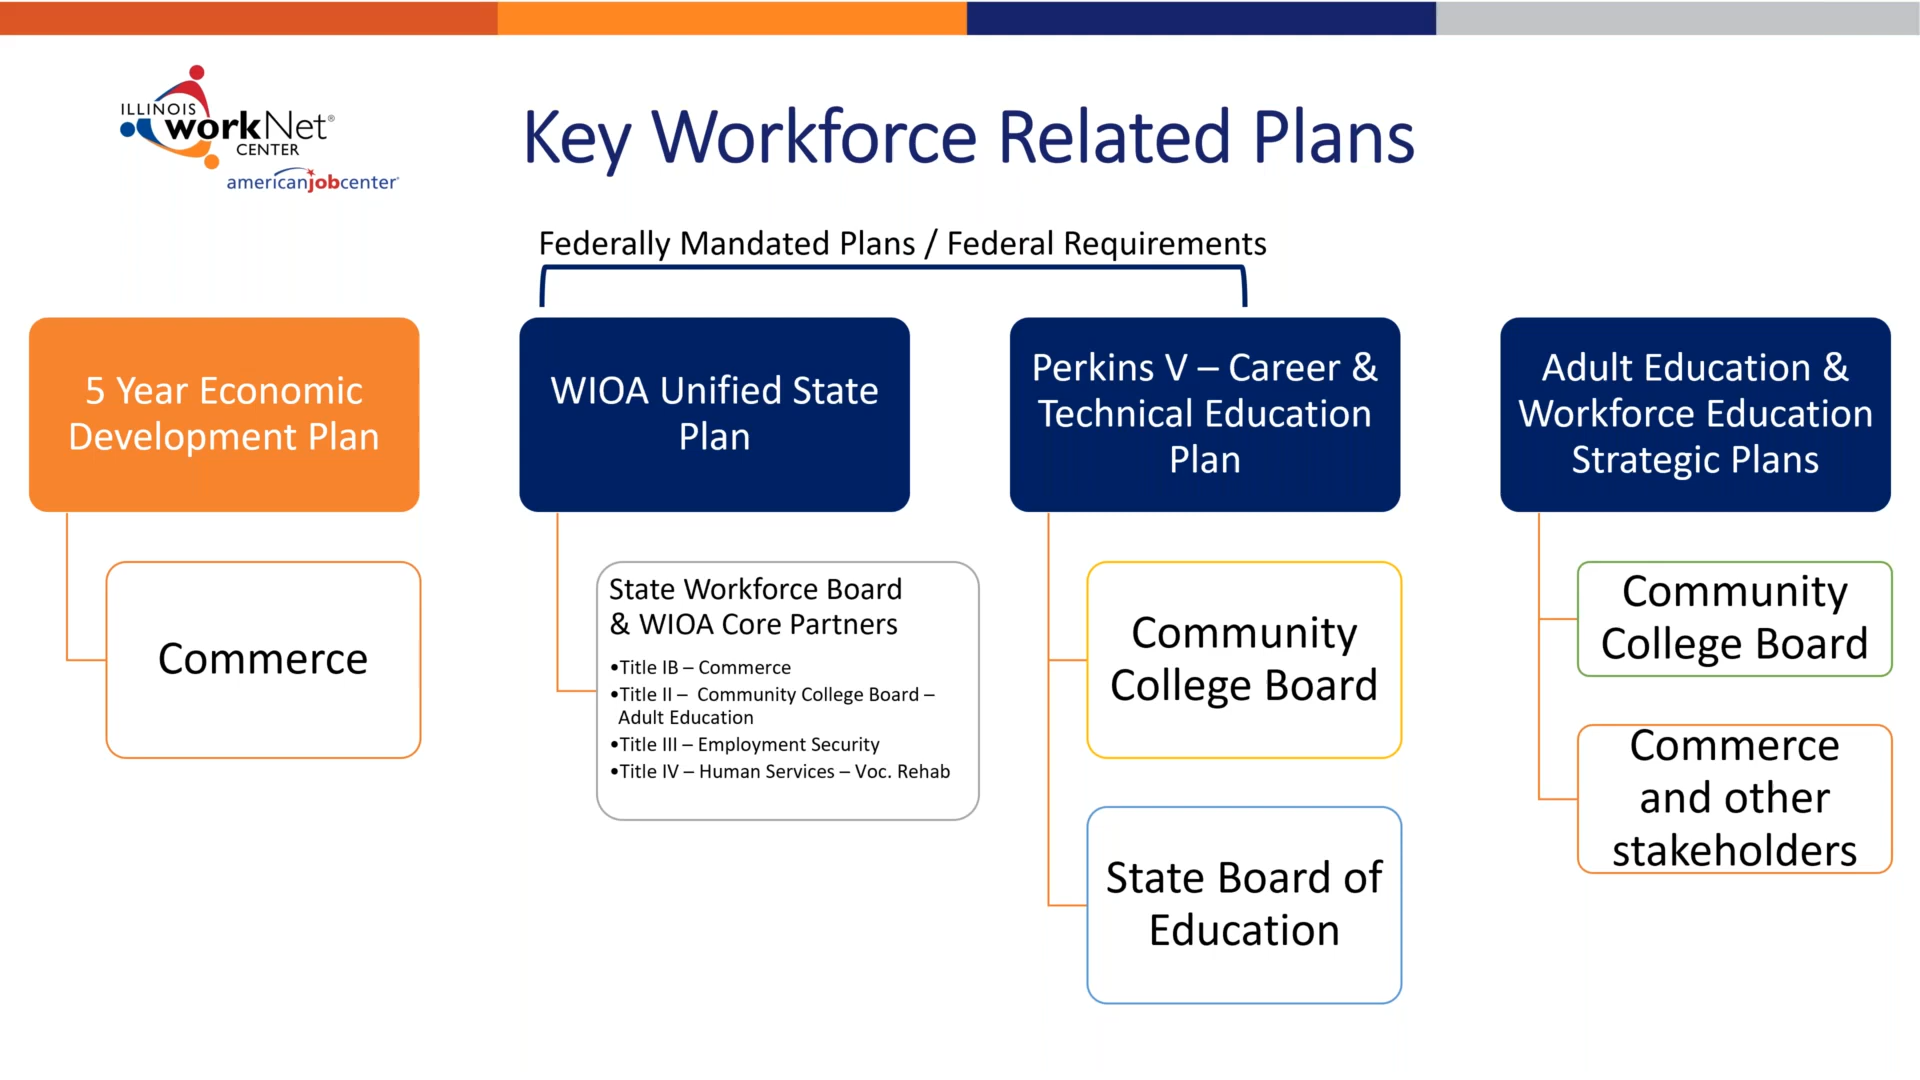 ILLINOIS
workNet®
CENTER
americanjobcenter
Key Workforce Related Plans
Federally Mandated Plans / Federal Requirements
5 Year Economic
Development Plan
Commerce
WIOA Unified State
Plan
State Workforce Board
& WIOA Core Partners
•Title IB – Commerce
•Title II –  Community College Board –
Adult Education
•Title III – Employment Security
•Title IV – Human Services – Voc. Rehab
Perkins V – Career &
Technical Education
Plan
Community
College Board
State Board of
Education
Adult Education &
Workforce Education
Strategic Plans
Community
College Board
Commerce
and other
stakeholders